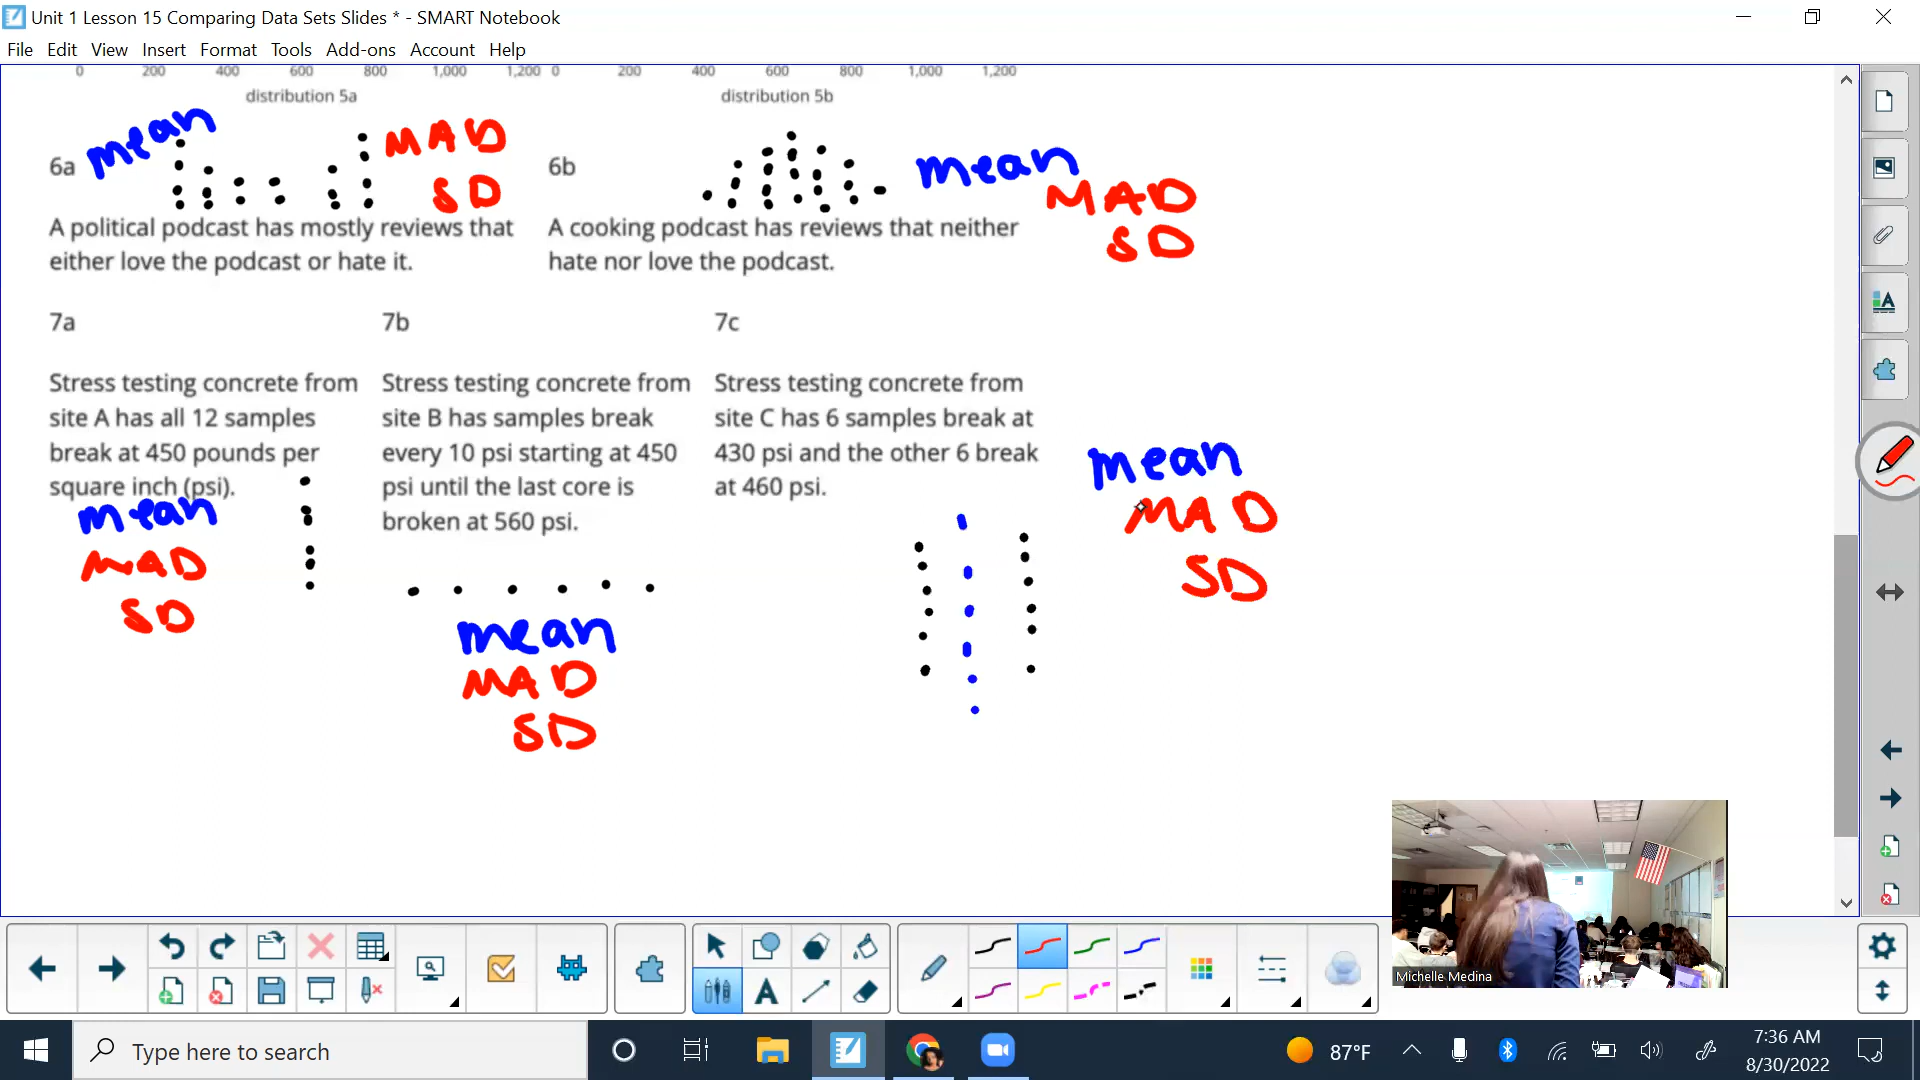 Unit 1 Lesson 15 Comparing Data Sets Slides * - SMART Notebook
File Edit View Insert Format Tools Add-ons Account Help
0 200 400 600 800 1,000 1,200 0 200 400 600 800 1,000 1,200
distribution 5a distribution 5b
mean MAD
SD
6a
A political podcast has mostly reviews that
either love the podcast or hate it.
6b
mean
MAD
SD
A cooking podcast has reviews that neither
hate nor love the podcast.
7a
Stress testing concrete from
site A has all 12 samples
break at 450 pounds per
square inch (psi).
mean
MAD
SD
7b
Stress testing concrete from
site B has samples break
every 10 psi starting at 450
psi until the last core is
broken at 560 psi.
mean
MAD
SD
7c
Stress testing concrete from
site C has 6 samples break at
430 psi and the other 6 break
at 460 psi.
mean
MAD
SD
Michelle Medina
Type here to search
87°F
7:36 AM
8/30/2022